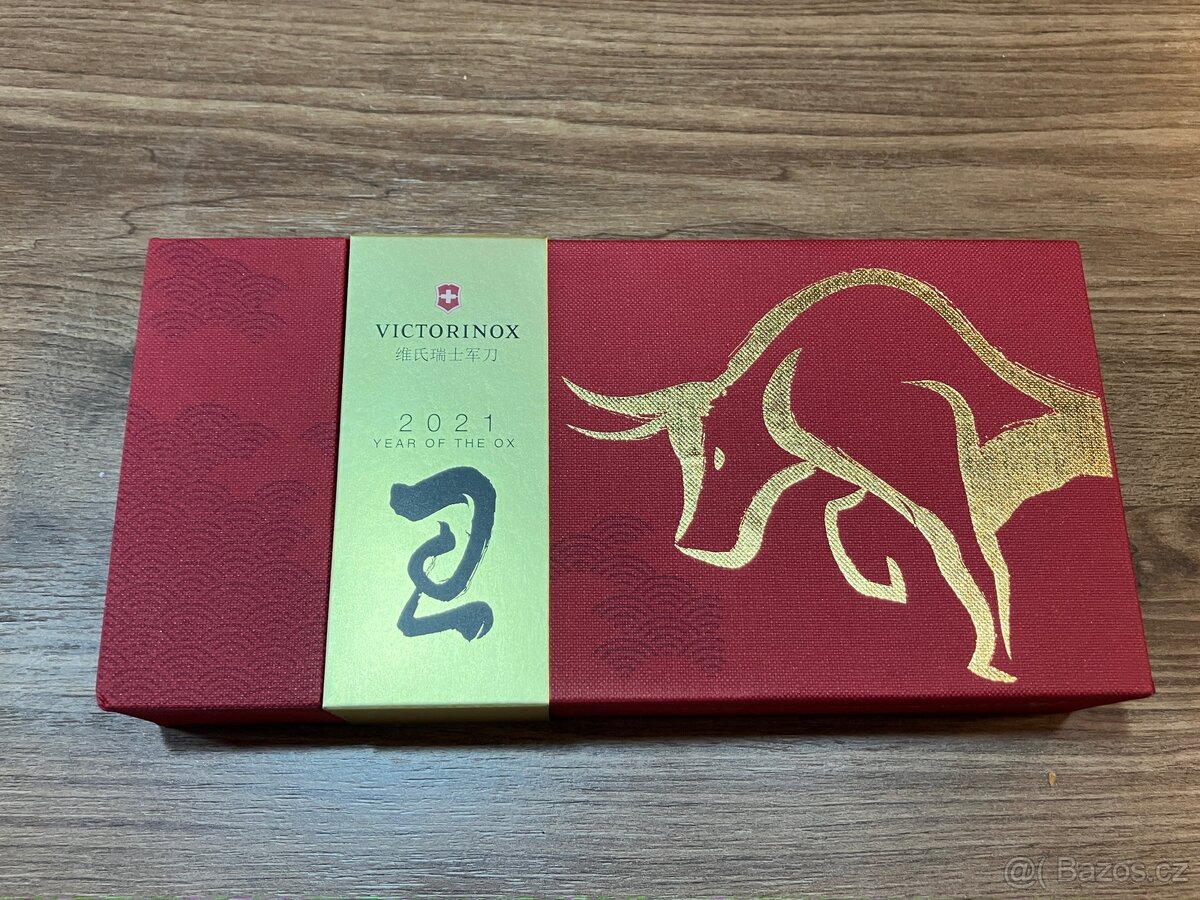 VICTORINOX
维氏瑞士军刀
2021
YEAR OF THE OX
丑
@( Bazos.cz